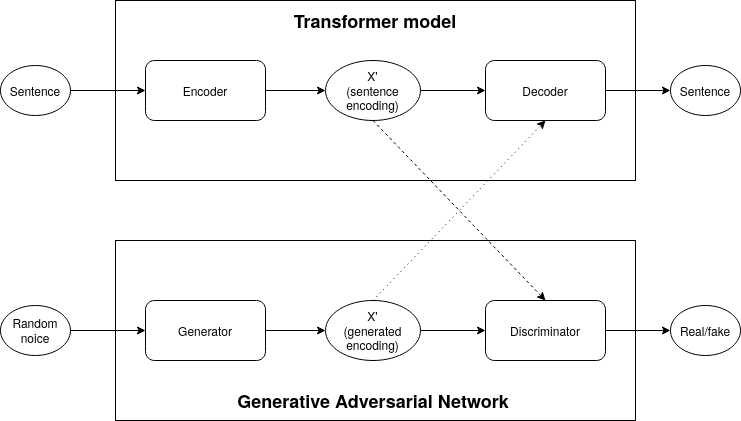 Transformer model
Sentence
Encoder
X'
(sentence
encoding)
Decoder
Sentence
Random
noice
Generator
X'
(generated
encoding)
Discriminator
Real/fake
Generative Adversarial Network